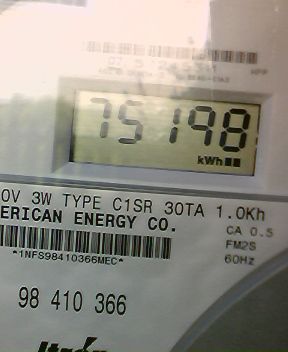 75198
kWh
0V 3W TYPE C1SR 30TA 1.0Kh
ERICAN ENERGY CO.
CA 0.5
FM2S
*1NFS98410366MEC*
60Hz
98 410 366
Itrón